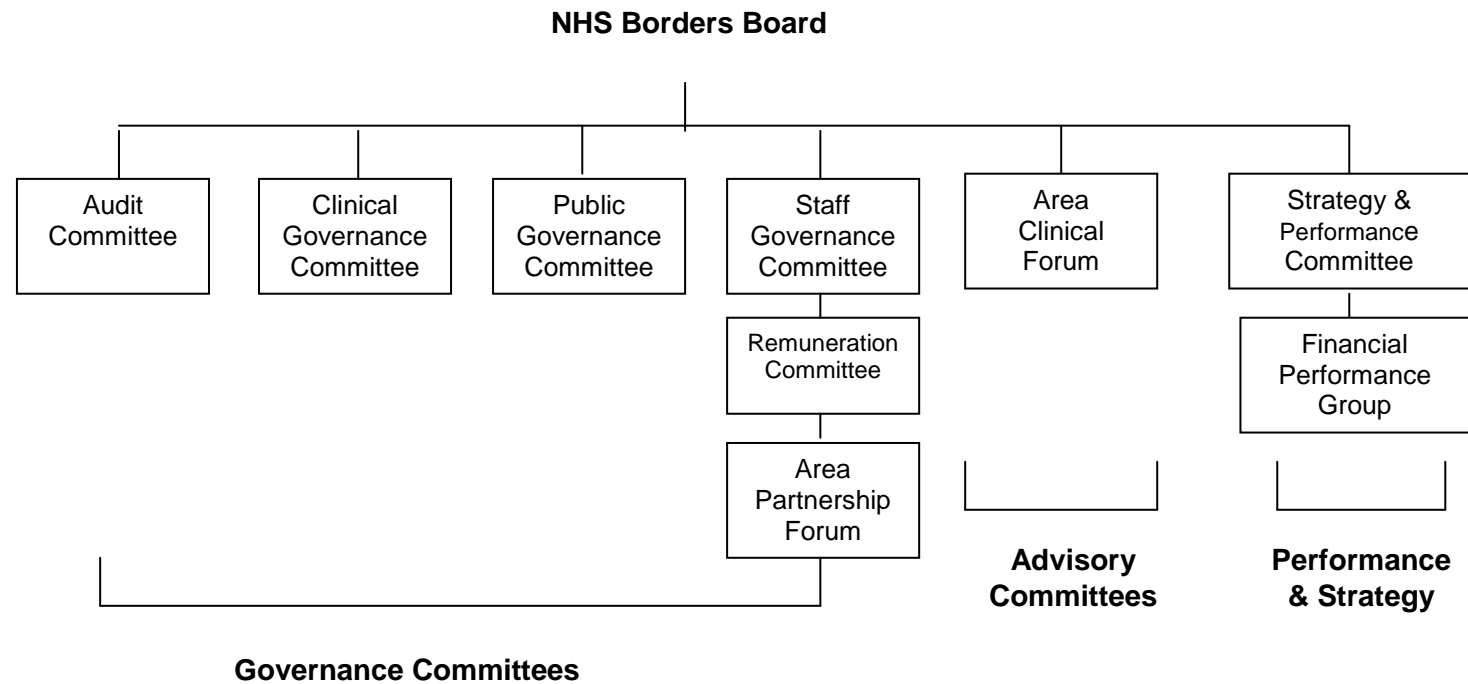 NHS Borders Board
Audit
Committee
Clinical
Governance
Committee
Public
Governance
Committee
Staff
Governance
Committee
Area
Clinical
Forum
Strategy &
Performance
Committee
Remuneration
Committee
Financial
Performance
Group
Area
Partnership
Forum
Advisory
Committees
Performance
& Strategy
Governance Committees